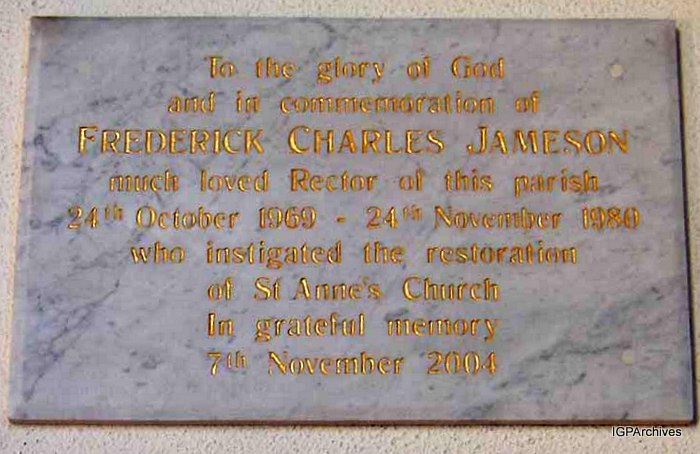 To the glory of God
and in commemoration of
FREDERICK CHARLES JAMESON
much loved Rector of this parish
24th October 1969 - 24th November 1980
who instigated the restoration
of St Anne's Church
In grateful memory
7th November 2004
IGPArchives